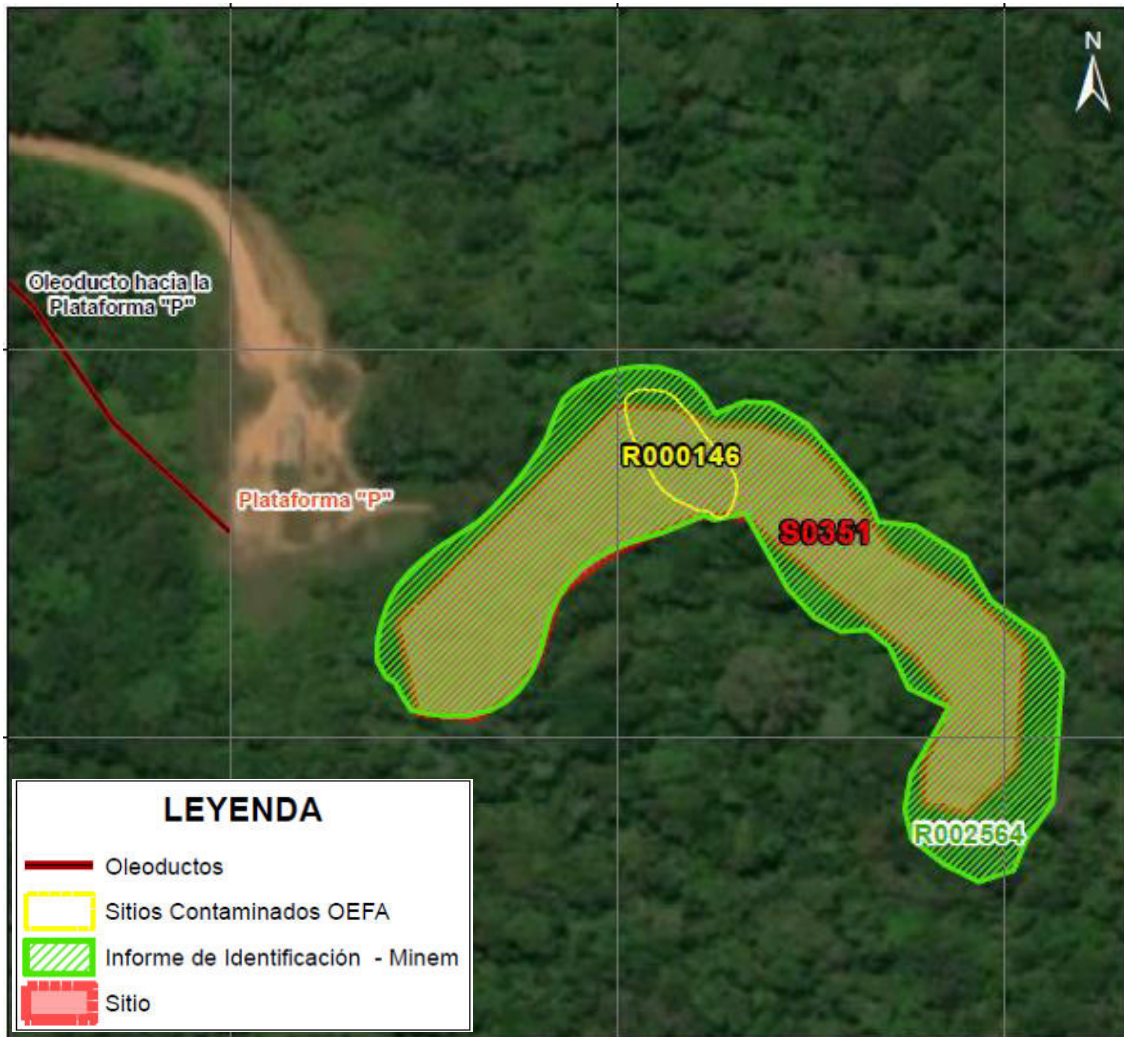 N
Oleoducto hacia la
Plataforma "P"
R000146
Plataforma "P"
S0351
R002564
LEYENDA
Oleoductos
Sitios Contaminados OEFA
Informe de Identificación - Minem
Sitio